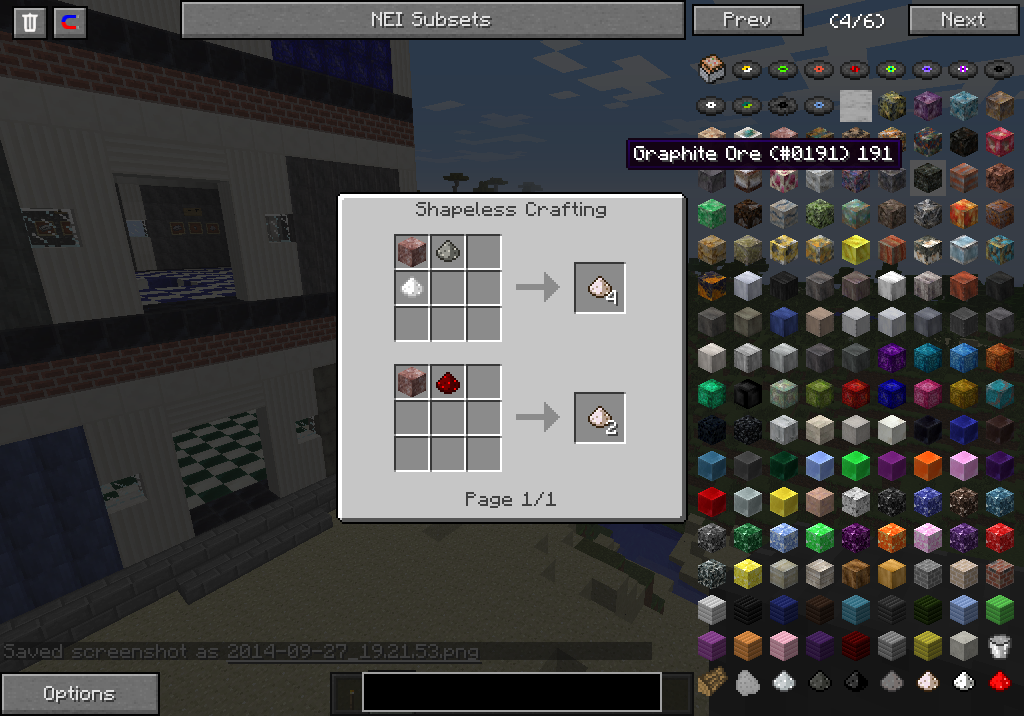 NEI Subsets
Prev
(4/6)
Next
Graphite Ore (#0191) 191
Shapeless Crafting
4
2
Page 1/1
Saved screenshot as 2014-09-27_19.21.53.png
Options